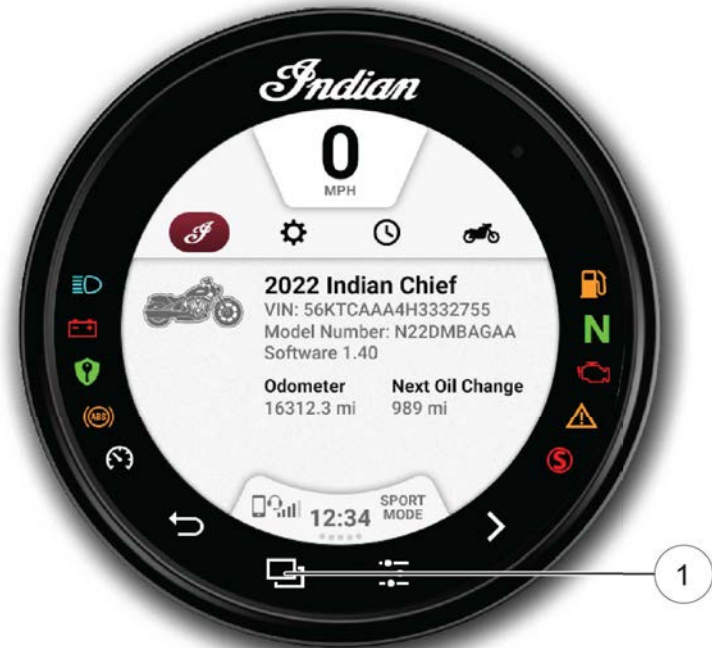 Indian
0
MPH
2022 Indian Chief
VIN: 56KTCAAA4H3332755
Model Number: N22DMBAGAA
Software 1.40
Odometer Next Oil Change
16312.3 mi 989 mi
ABS
N
S
12:34 SPORT
MODE
1